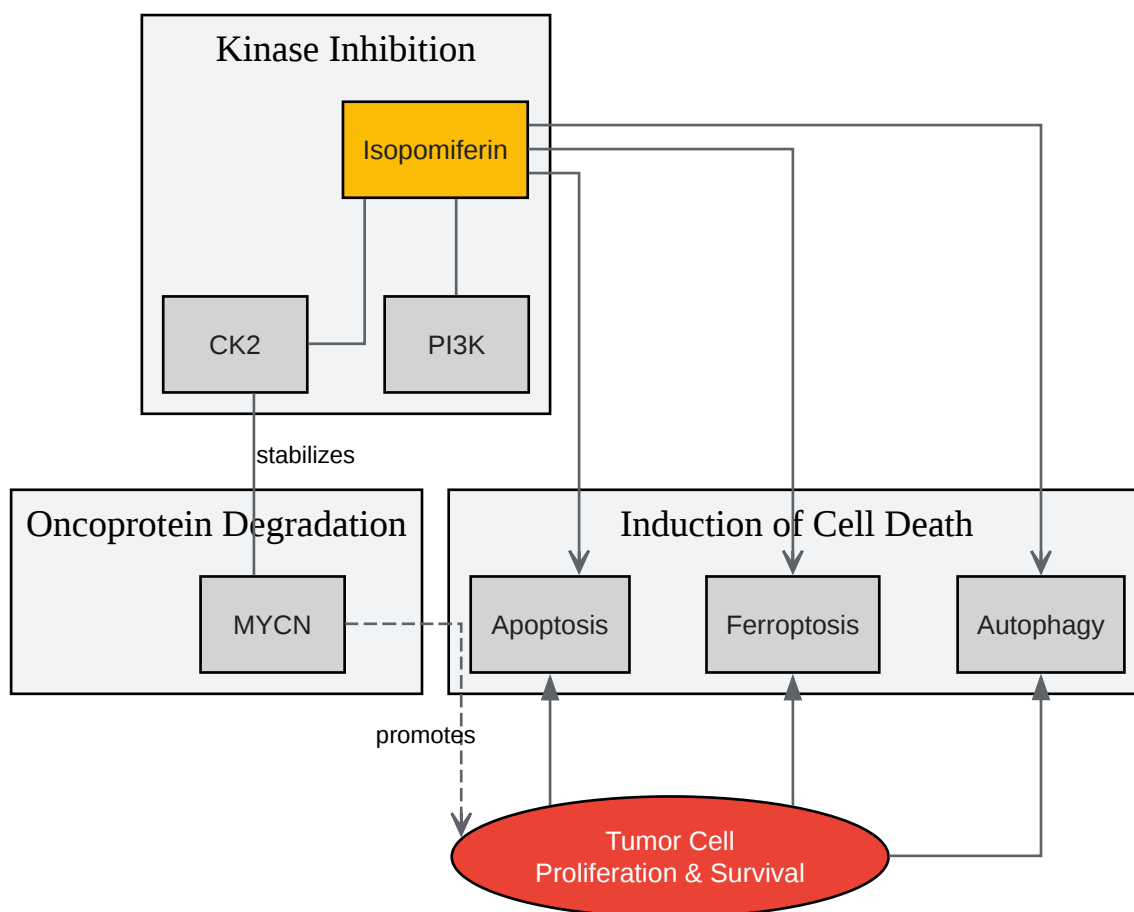 Kinase Inhibition
Isopomiferin
CK2
PI3K
stabilizes
Oncoprotein Degradation
Induction of Cell Death
MYCN
Apoptosis
Ferroptosis
Autophagy
promotes
Tumor Cell
Proliferation & Survival